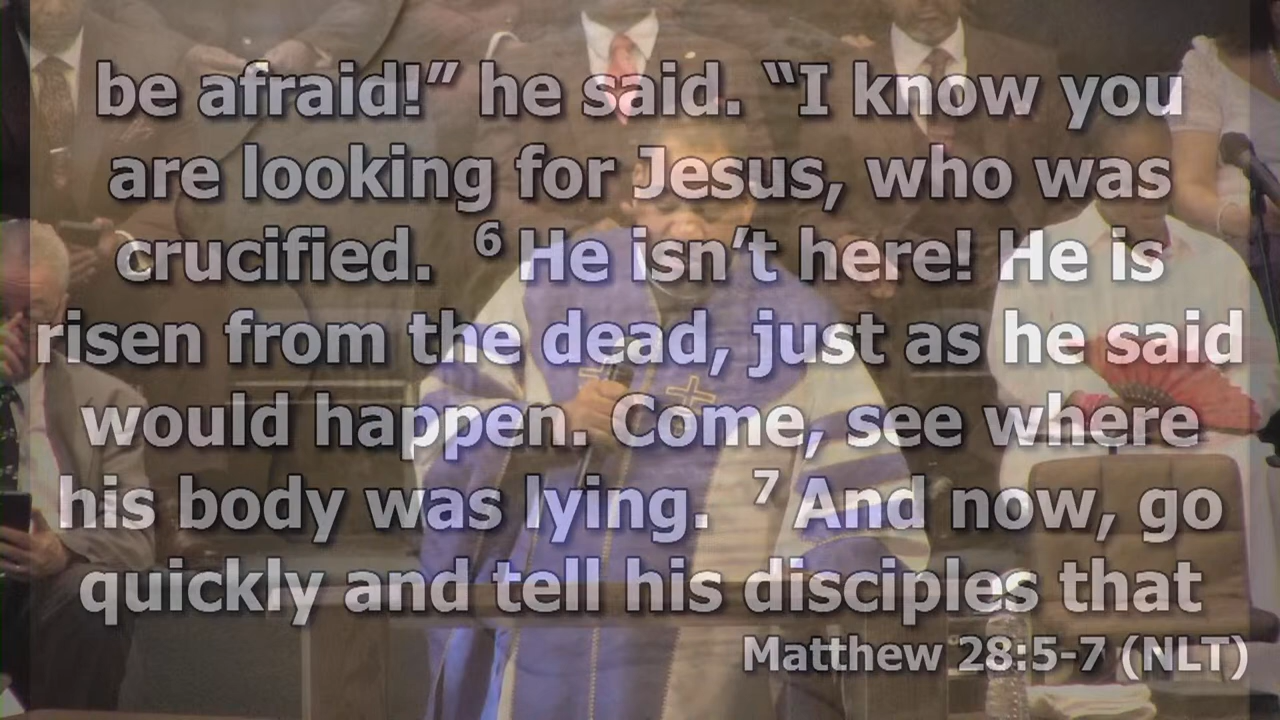 be afraid!” he said. “I know you
are looking for Jesus, who was
crucified. 6 He isn’t here! He is
risen from the dead, just as he said
would happen. Come, see where
his body was lying. 7 And now, go
quickly and tell his disciples that
Matthew 28:5-7 (NLT)